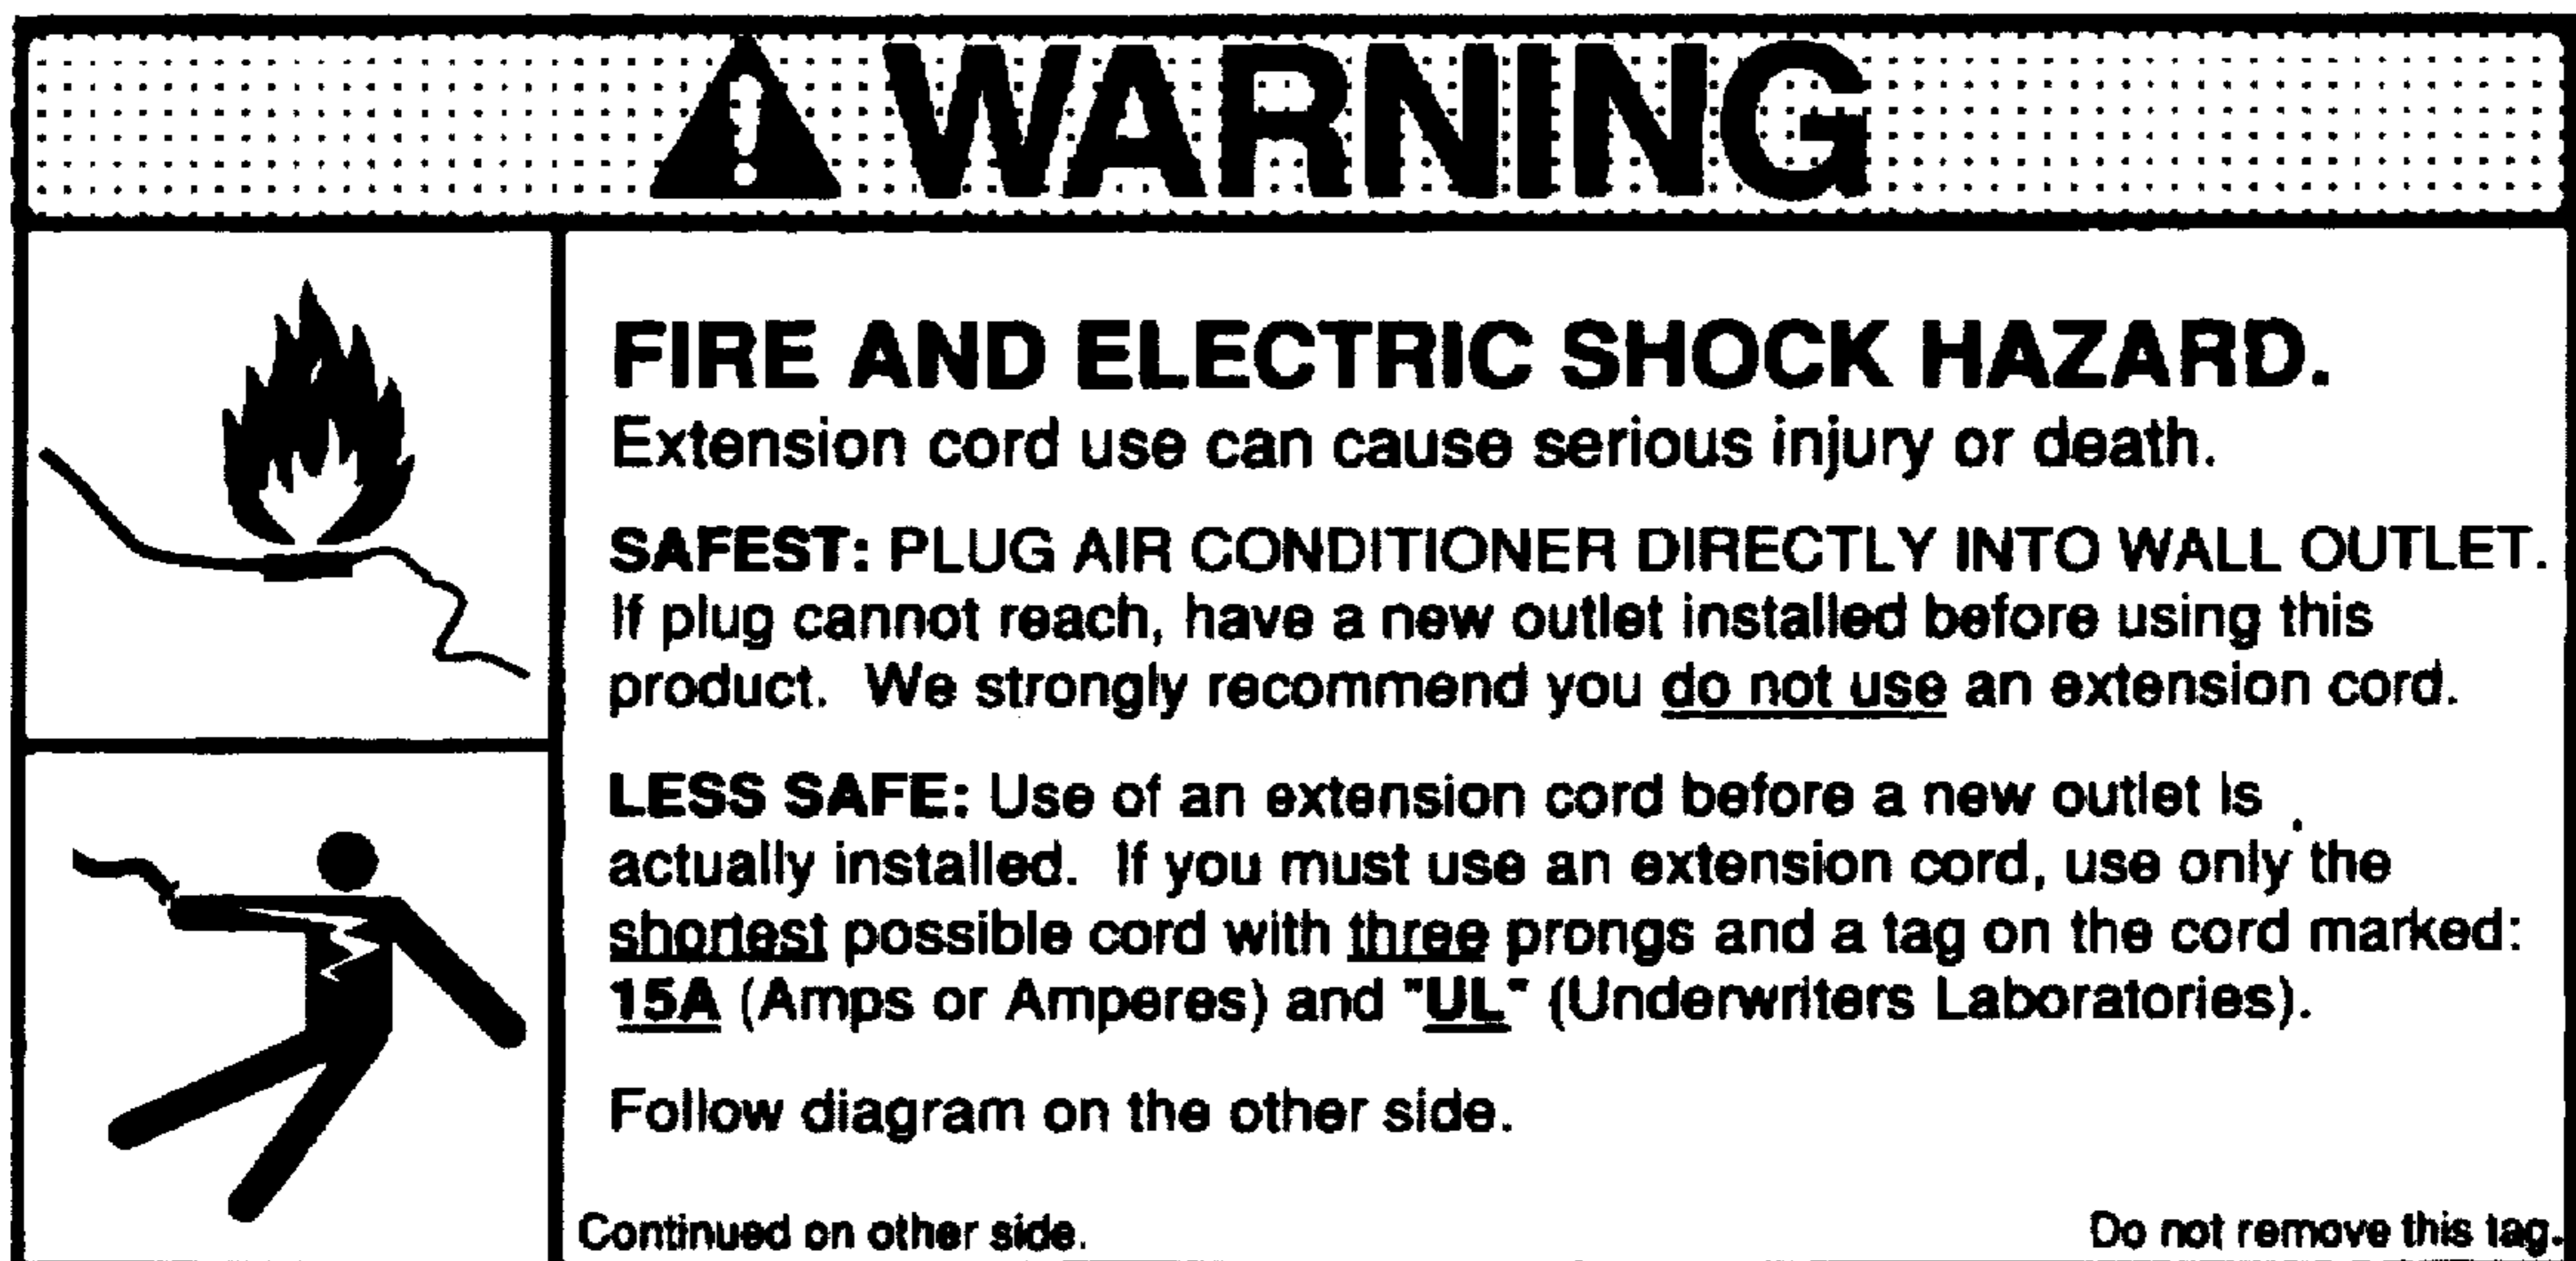 WARNING
FIRE AND ELECTRIC SHOCK HAZARD.
Extension cord use can cause serious injury or death.
SAFEST: PLUG AIR CONDITIONER DIRECTLY INTO WALL OUTLET.
If plug cannot reach, have a new outlet installed before using this
product. We strongly recommend you do not use an extension cord.
LESS SAFE: Use of an extension cord before a new outlet is
actually installed. If you must use an extension cord, use only the
shortest possible cord with three prongs and a tag on the cord marked:
15A (Amps or Amperes) and "UL" (Underwriters Laboratories).
Follow diagram on the other side.
Continued on other side.
Do not remove this tag.